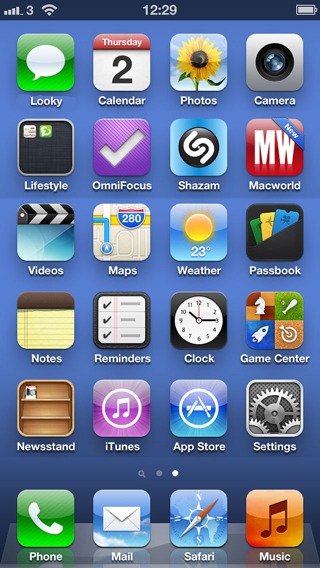 3 12:29
Thursday
2
Looky Calendar Photos Camera
MW
Now
Lifestyle OmniFocus Shazam Macworld
280
23°
Videos Maps Weather Passbook
Notes Reminders Clock Game Center
Newsstand iTunes App Store Settings
Phone Mail Safari Music